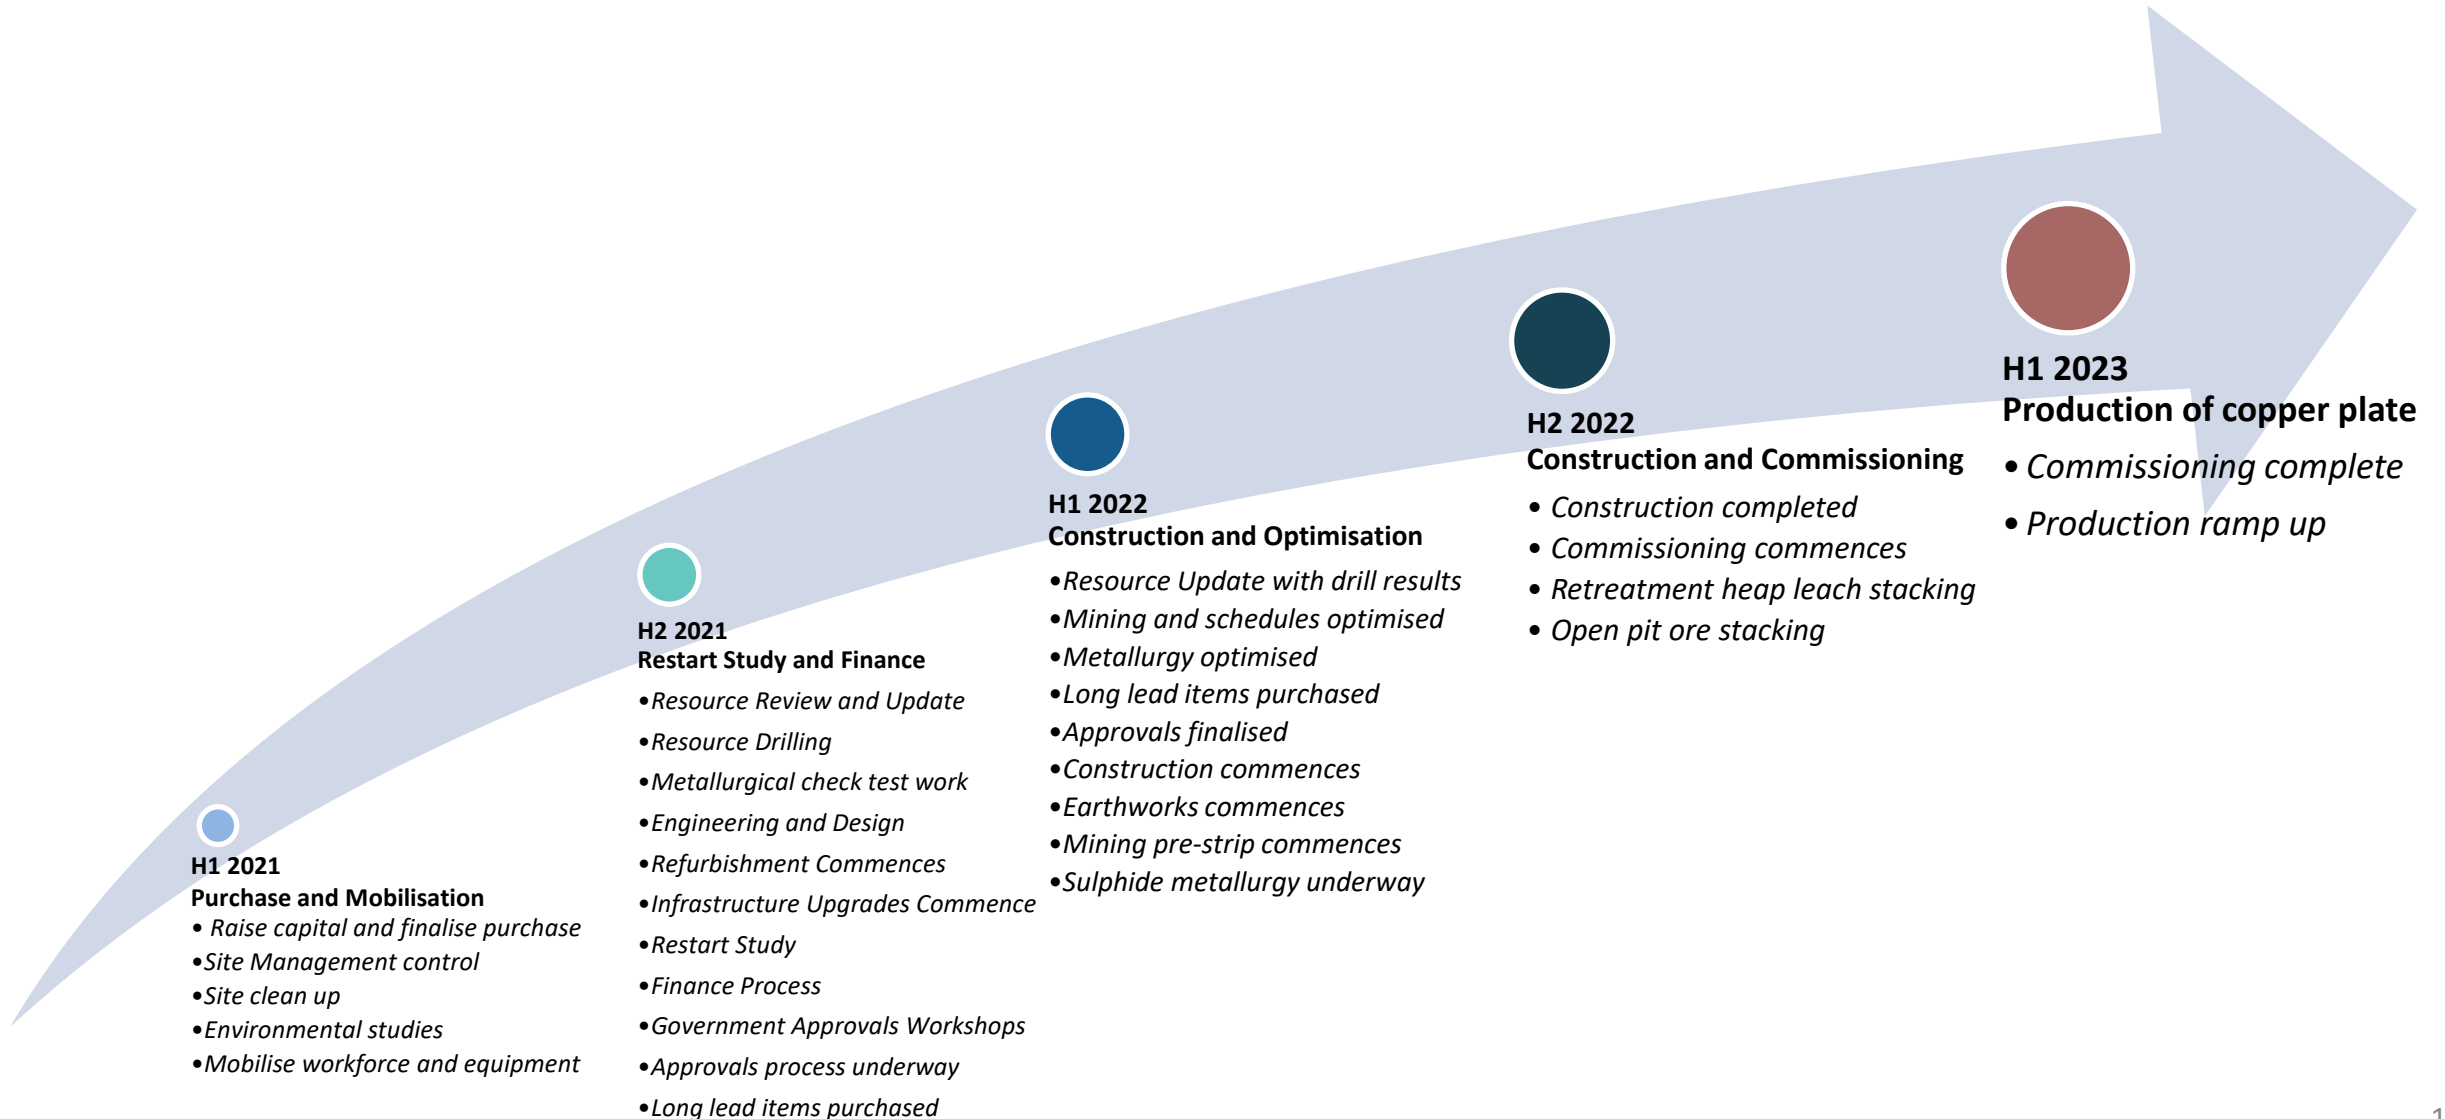 H1 2021
Purchase and Mobilisation
• Raise capital and finalise purchase
•Site Management control
•Site clean up
•Environmental studies
•Mobilise workforce and equipment
H2 2021
Restart Study and Finance
•Resource Review and Update
•Resource Drilling
•Metallurgical check test work
•Engineering and Design
•Refurbishment Commences
•Infrastructure Upgrades Commence
•Restart Study
•Finance Process
•Government Approvals Workshops
•Approvals process underway
•Long lead items purchased
H1 2022
Construction and Optimisation
•Resource Update with drill results
•Mining and schedules optimised
•Metallurgy optimised
•Long lead items purchased
•Approvals finalised
•Construction commences
•Earthworks commences
•Mining pre-strip commences
•Sulphide metallurgy underway
H2 2022
Construction and Commissioning
• Construction completed
• Commissioning commences
• Retreatment heap leach stacking
• Open pit ore stacking
H1 2023
Production of copper plate
• Commissioning complete
• Production ramp up